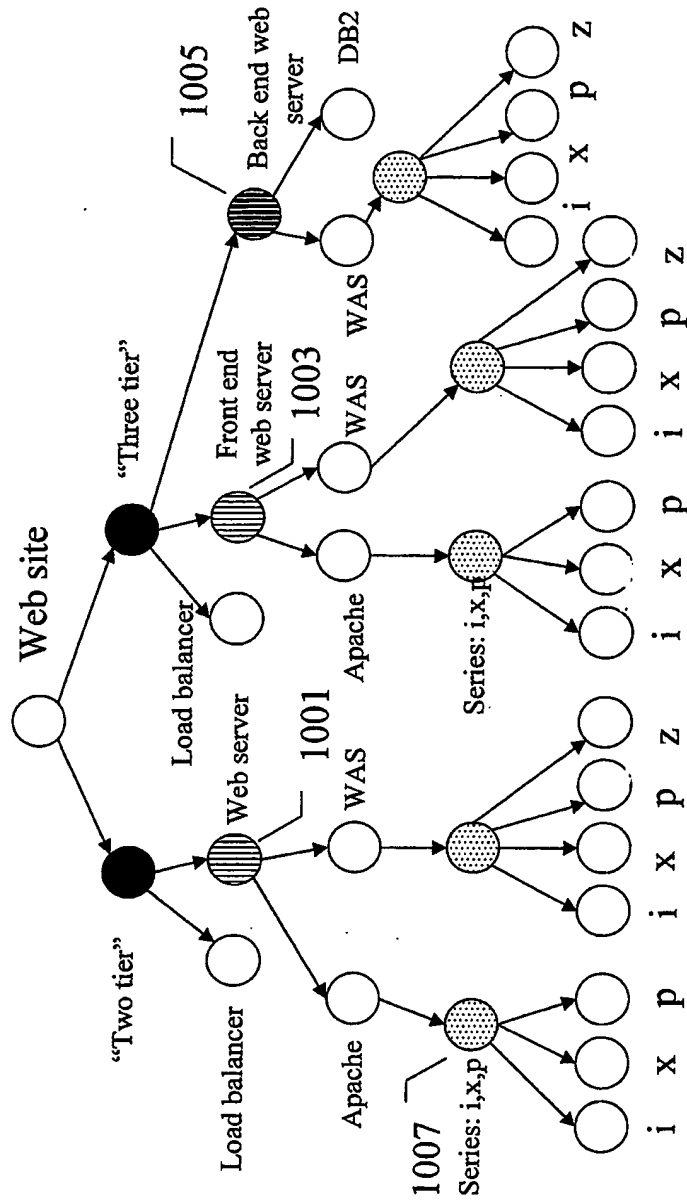 Web site
“Two tier”
“Three tier”
Load balancer
Web server
1001
Load balancer
Front end
web server
1003
1005
Back end web
server
Apache
WAS
Apache
WAS
WAS
DB2
1007
Series: i,x,p
Series: i,x,p
i x p
i x p z
i x p
i x p z
i x p z